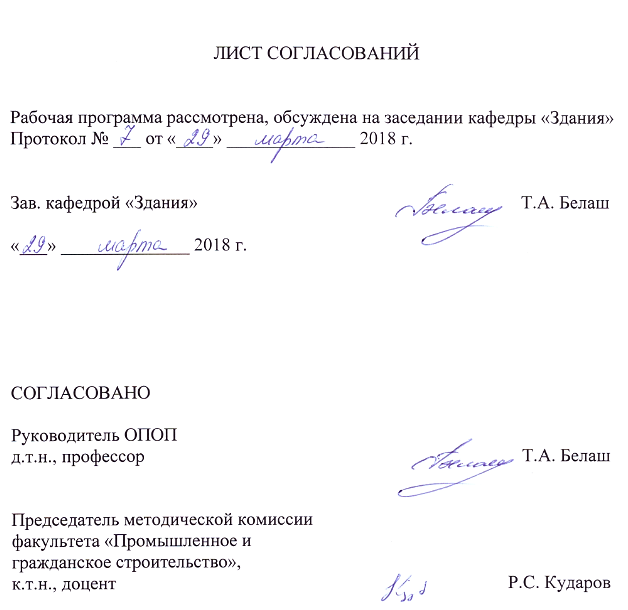 ЛИСТ СОГЛАСОВАНИЙ
Рабочая программа рассмотрена, обсуждена на заседании кафедры «Здания»
Протокол № 7 от «29» марта 2018 г.
Зав. кафедрой «Здания» Т.А. Белаш
«29» марта 2018 г.
СОГЛАСОВАНО
Руководитель ОПОП
д.т.н., профессор Т.А. Белаш
Председатель методической комиссии
факультета «Промышленное и
гражданское строительство»,
к.т.н., доцент Р.С. Кударов